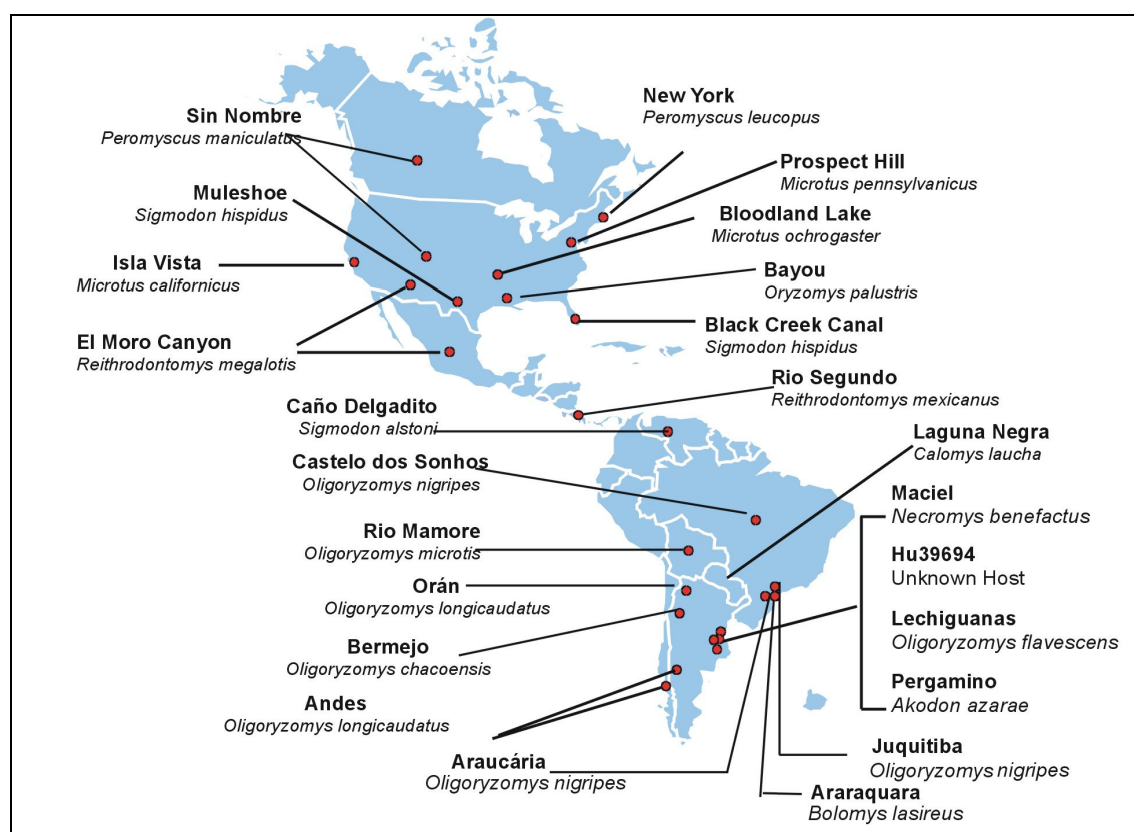 Sin Nombre
Peromyscus maniculatus
Muleshoe
Sigmodon hispidus
Isla Vista
Microtus californicus
El Moro Canyon
Reithrodontomys megalotis
New York
Peromyscus leucopus
Prospect Hill
Microtus pennsylvanicus
Bloodland Lake
Microtus ochrogaster
Bayou
Oryzomys palustris
Black Creek Canal
Sigmodon hispidus
Rio Segundo
Reithrodontomys mexicanus
Caño Delgadito
Sigmodon alstoni
Castelo dos Sonhos
Oligoryzomys nigripes
Rio Mamore
Oligoryzomys microtis
Orán
Oligoryzomys longicaudatus
Bermejo
Oligoryzomys chacoensis
Andes
Oligoryzomys longicaudatus
Araucária
Oligoryzomys nigripes
Laguna Negra
Calomys laucha
Maciel
Necromys benefactus
Hu39694
Unknown Host
Lechiguanas
Oligoryzomys flavescens
Pergamino
Akodon azarae
Juquitiba
Oligoryzomys nigripes
Araraquara
Bolomys lasireus